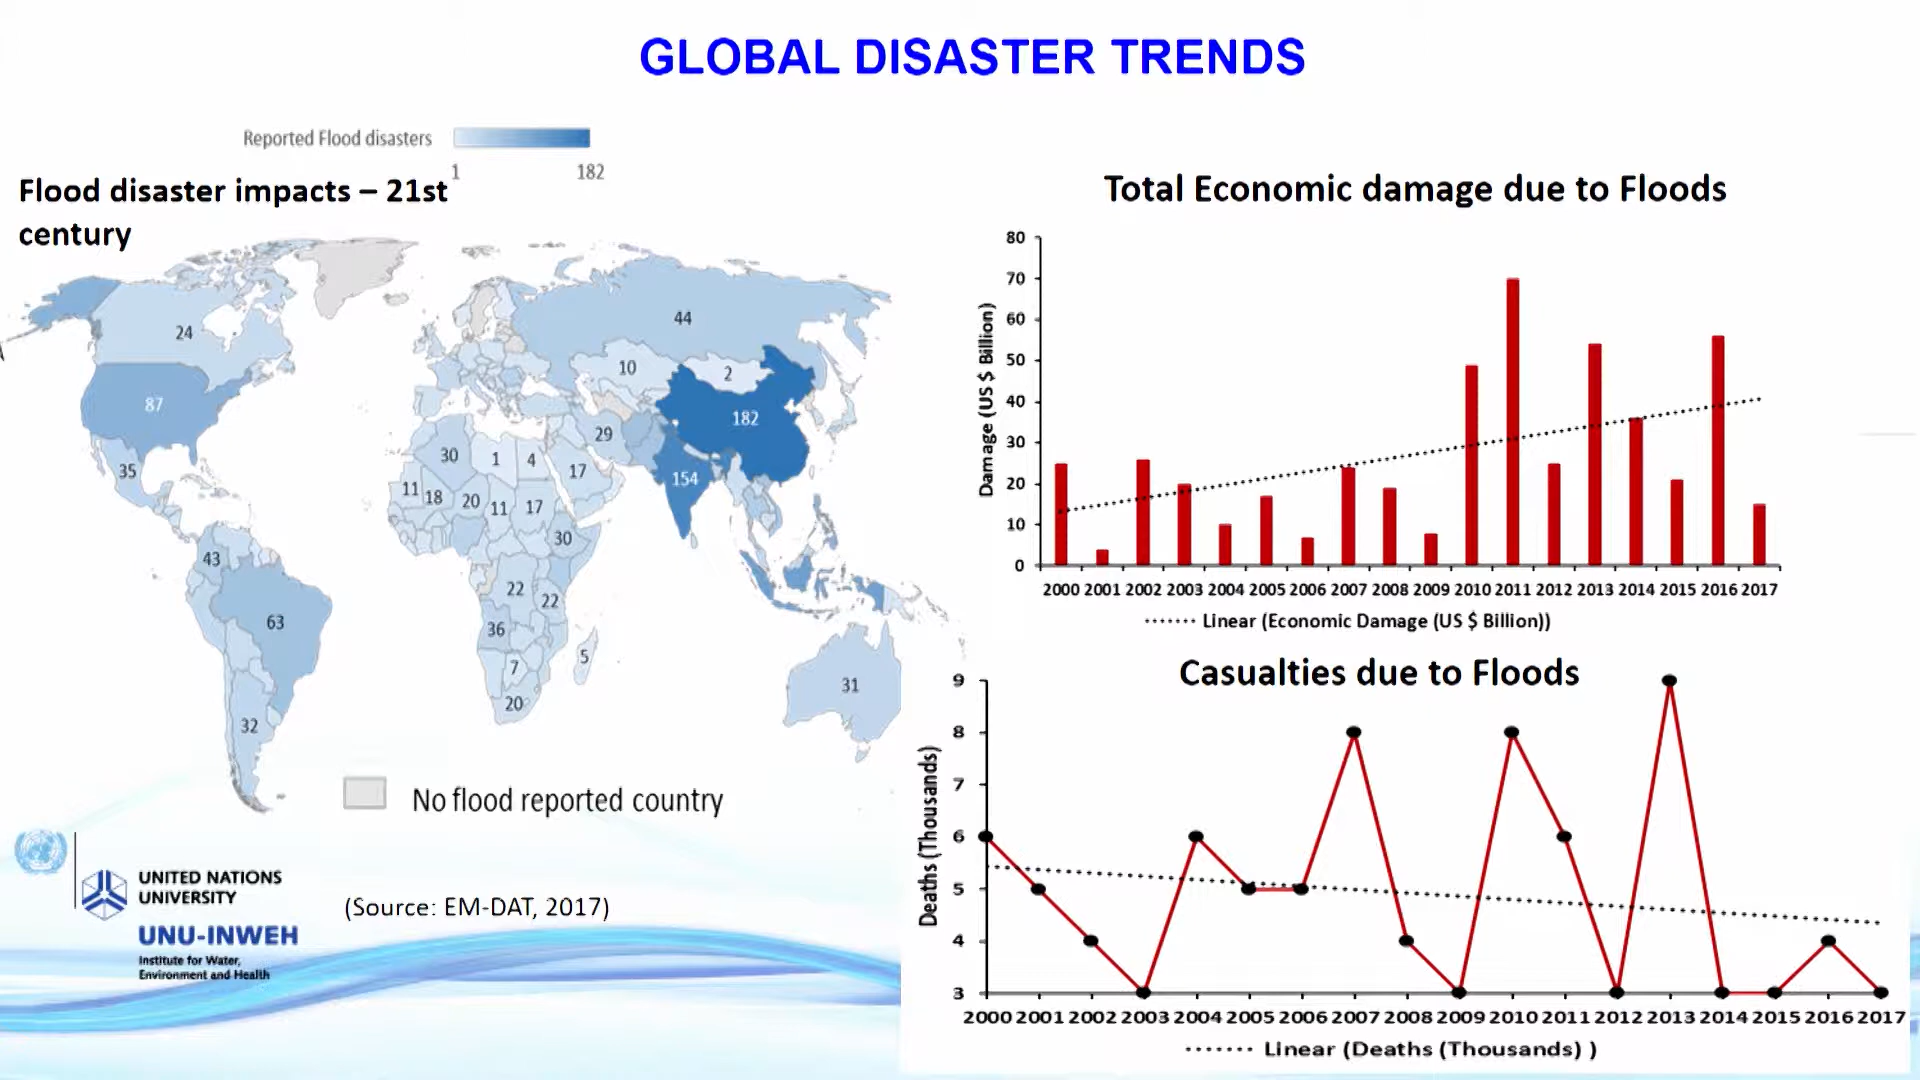 GLOBAL DISASTER TRENDS
Reported Flood disasters
1
182
Flood disaster impacts – 21st
century
24
87
35
43
63
32
44
10
2
182
29
154
30
1
4
17
11
18
20
11
17
30
22
22
36
7
5
20
31
No flood reported country
UNITED NATIONS
UNIVERSITY
UNU-INWEH
Institute for Water,
Environment and Health
(Source: EM-DAT, 2017)
Total Economic damage due to Floods
Damage (US $ Billion)
80
70
60
50
40
30
20
10
0
2000 2001 2002 2003 2004 2005 2006 2007 2008 2009 2010 2011 2012 2013 2014 2015 2016 2017
Linear (Economic Damage (US $ Billion))
Casualties due to Floods
Deaths (Thousands)
9
8
7
6
5
4
3
2000 2001 2002 2003 2004 2005 2006 2007 2008 2009 2010 2011 2012 2013 2014 2015 2016 2017
Linear (Deaths (Thousands) )